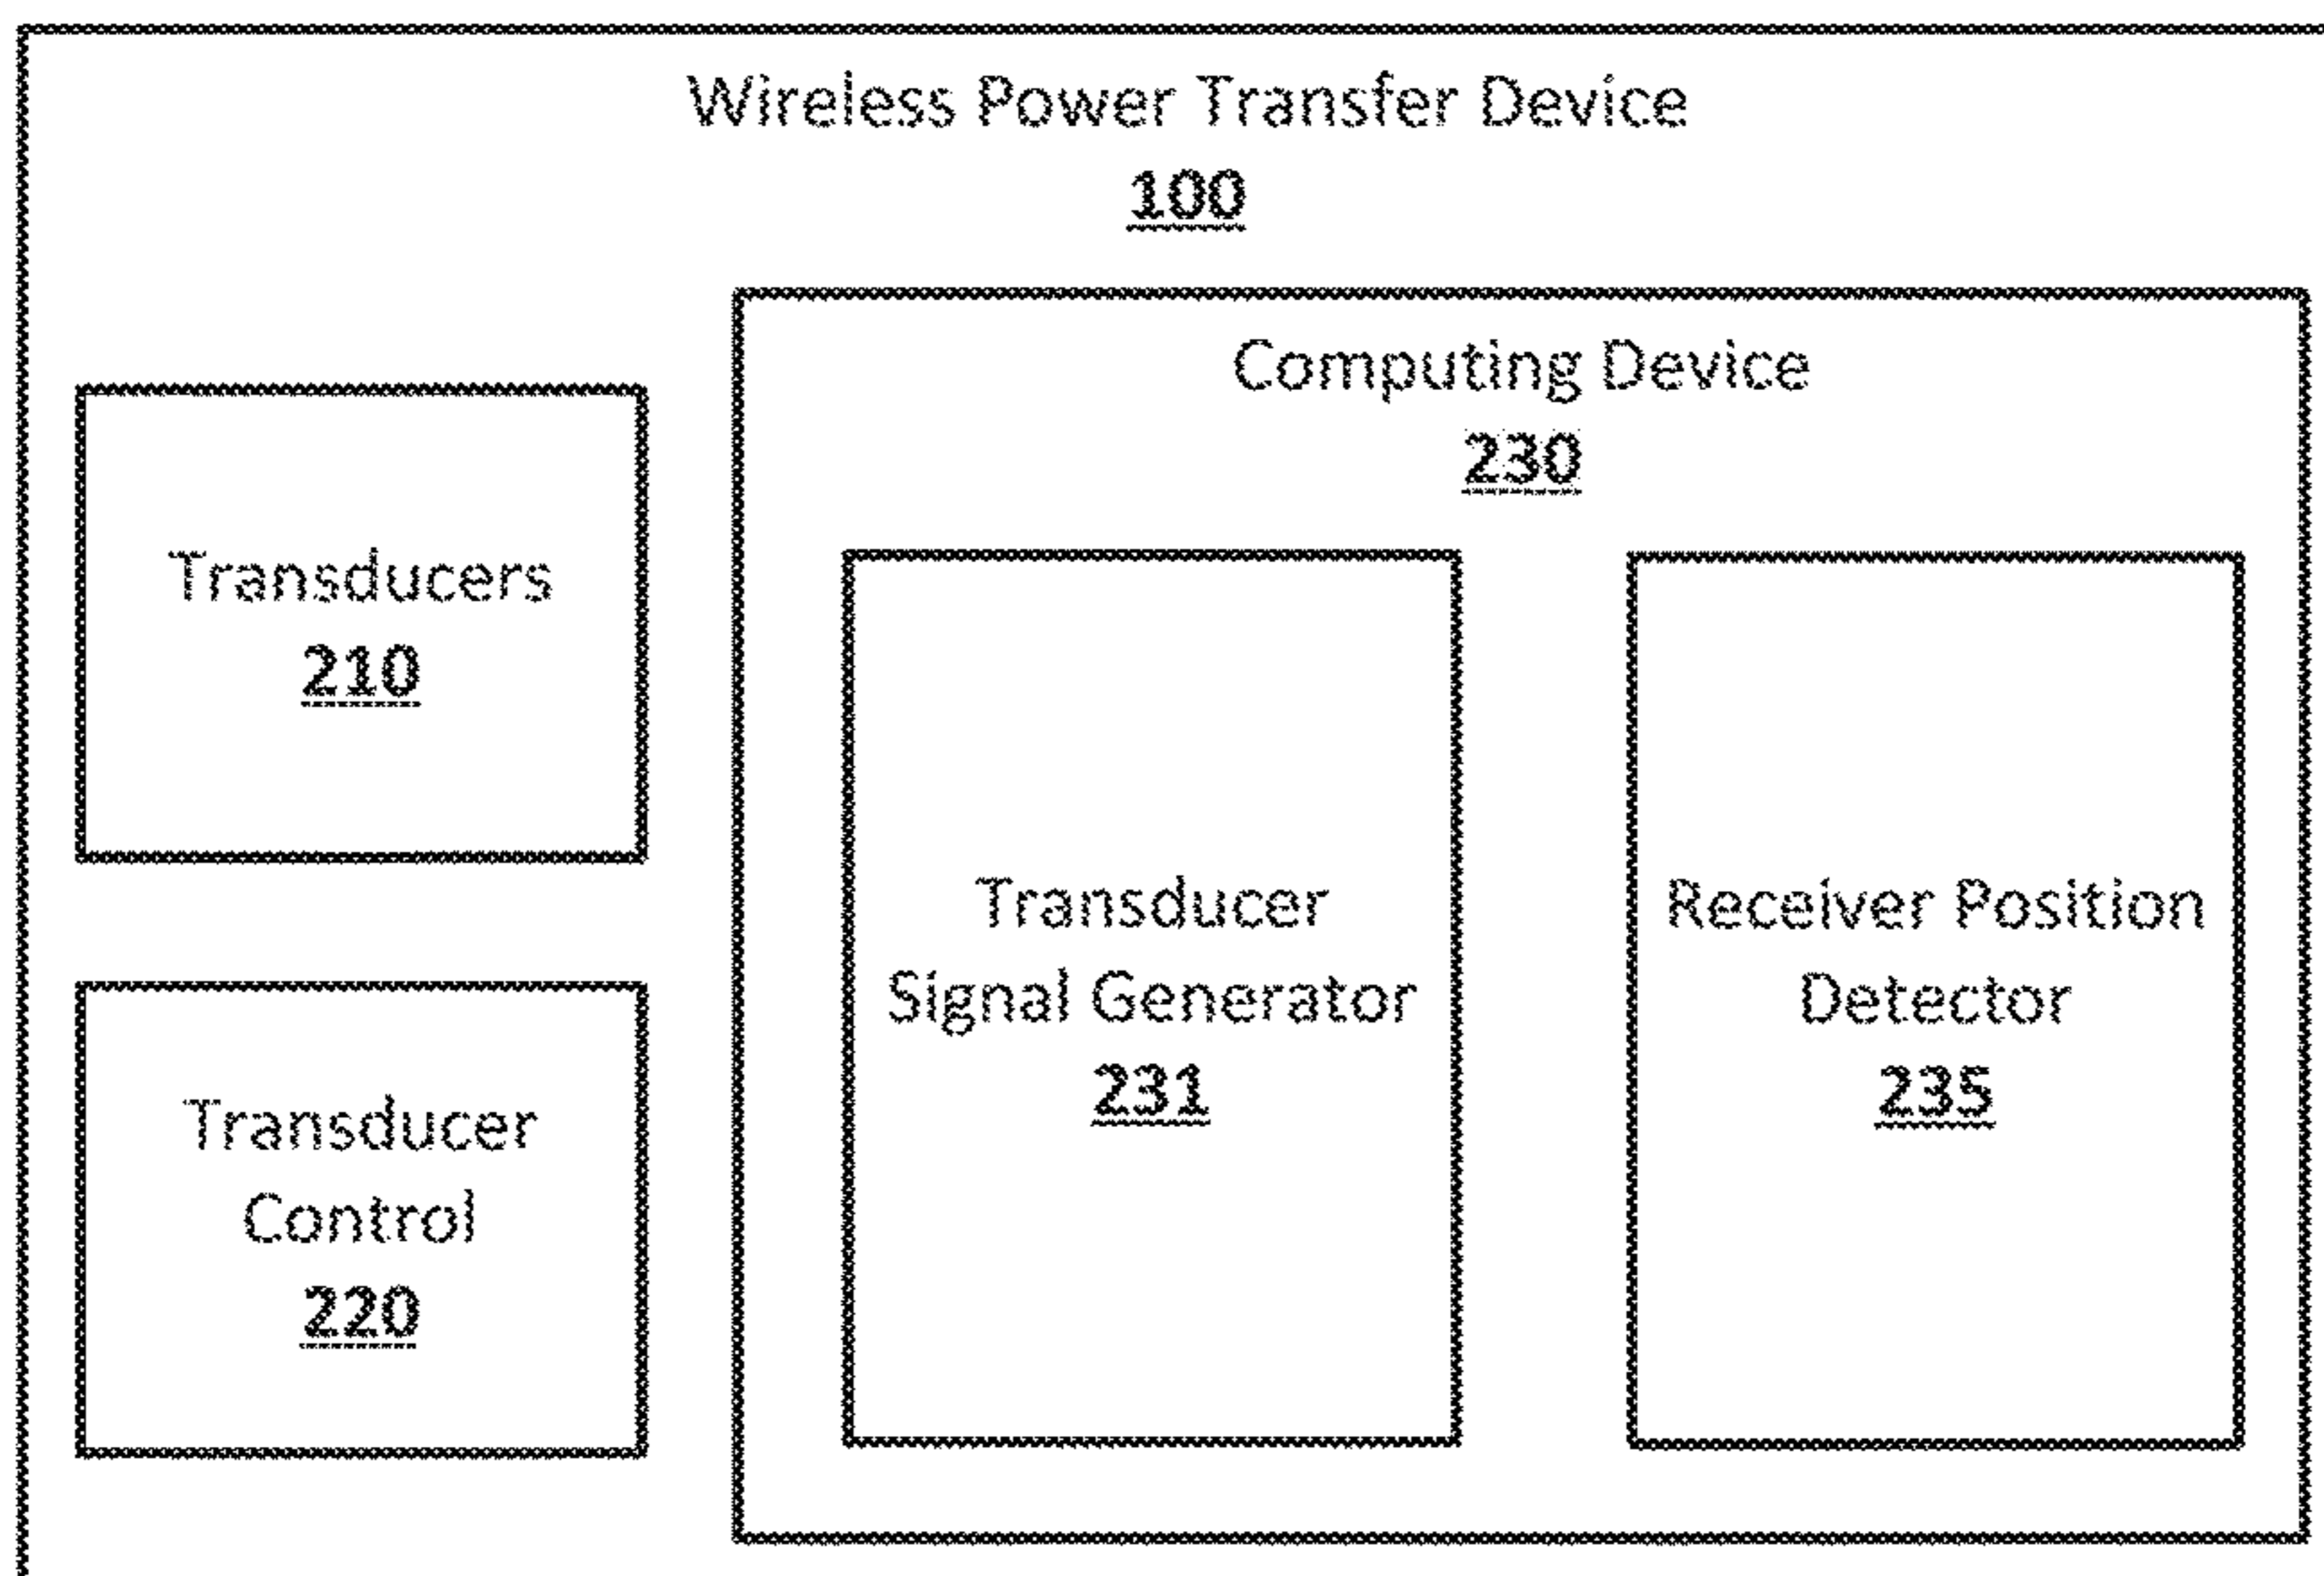 Wireless Power Transfer Device
100
Computing Device
230
Transducers
210
Transducer
Control
220
Transducer
Signal Generator
231
Receiver Position
Detector
235